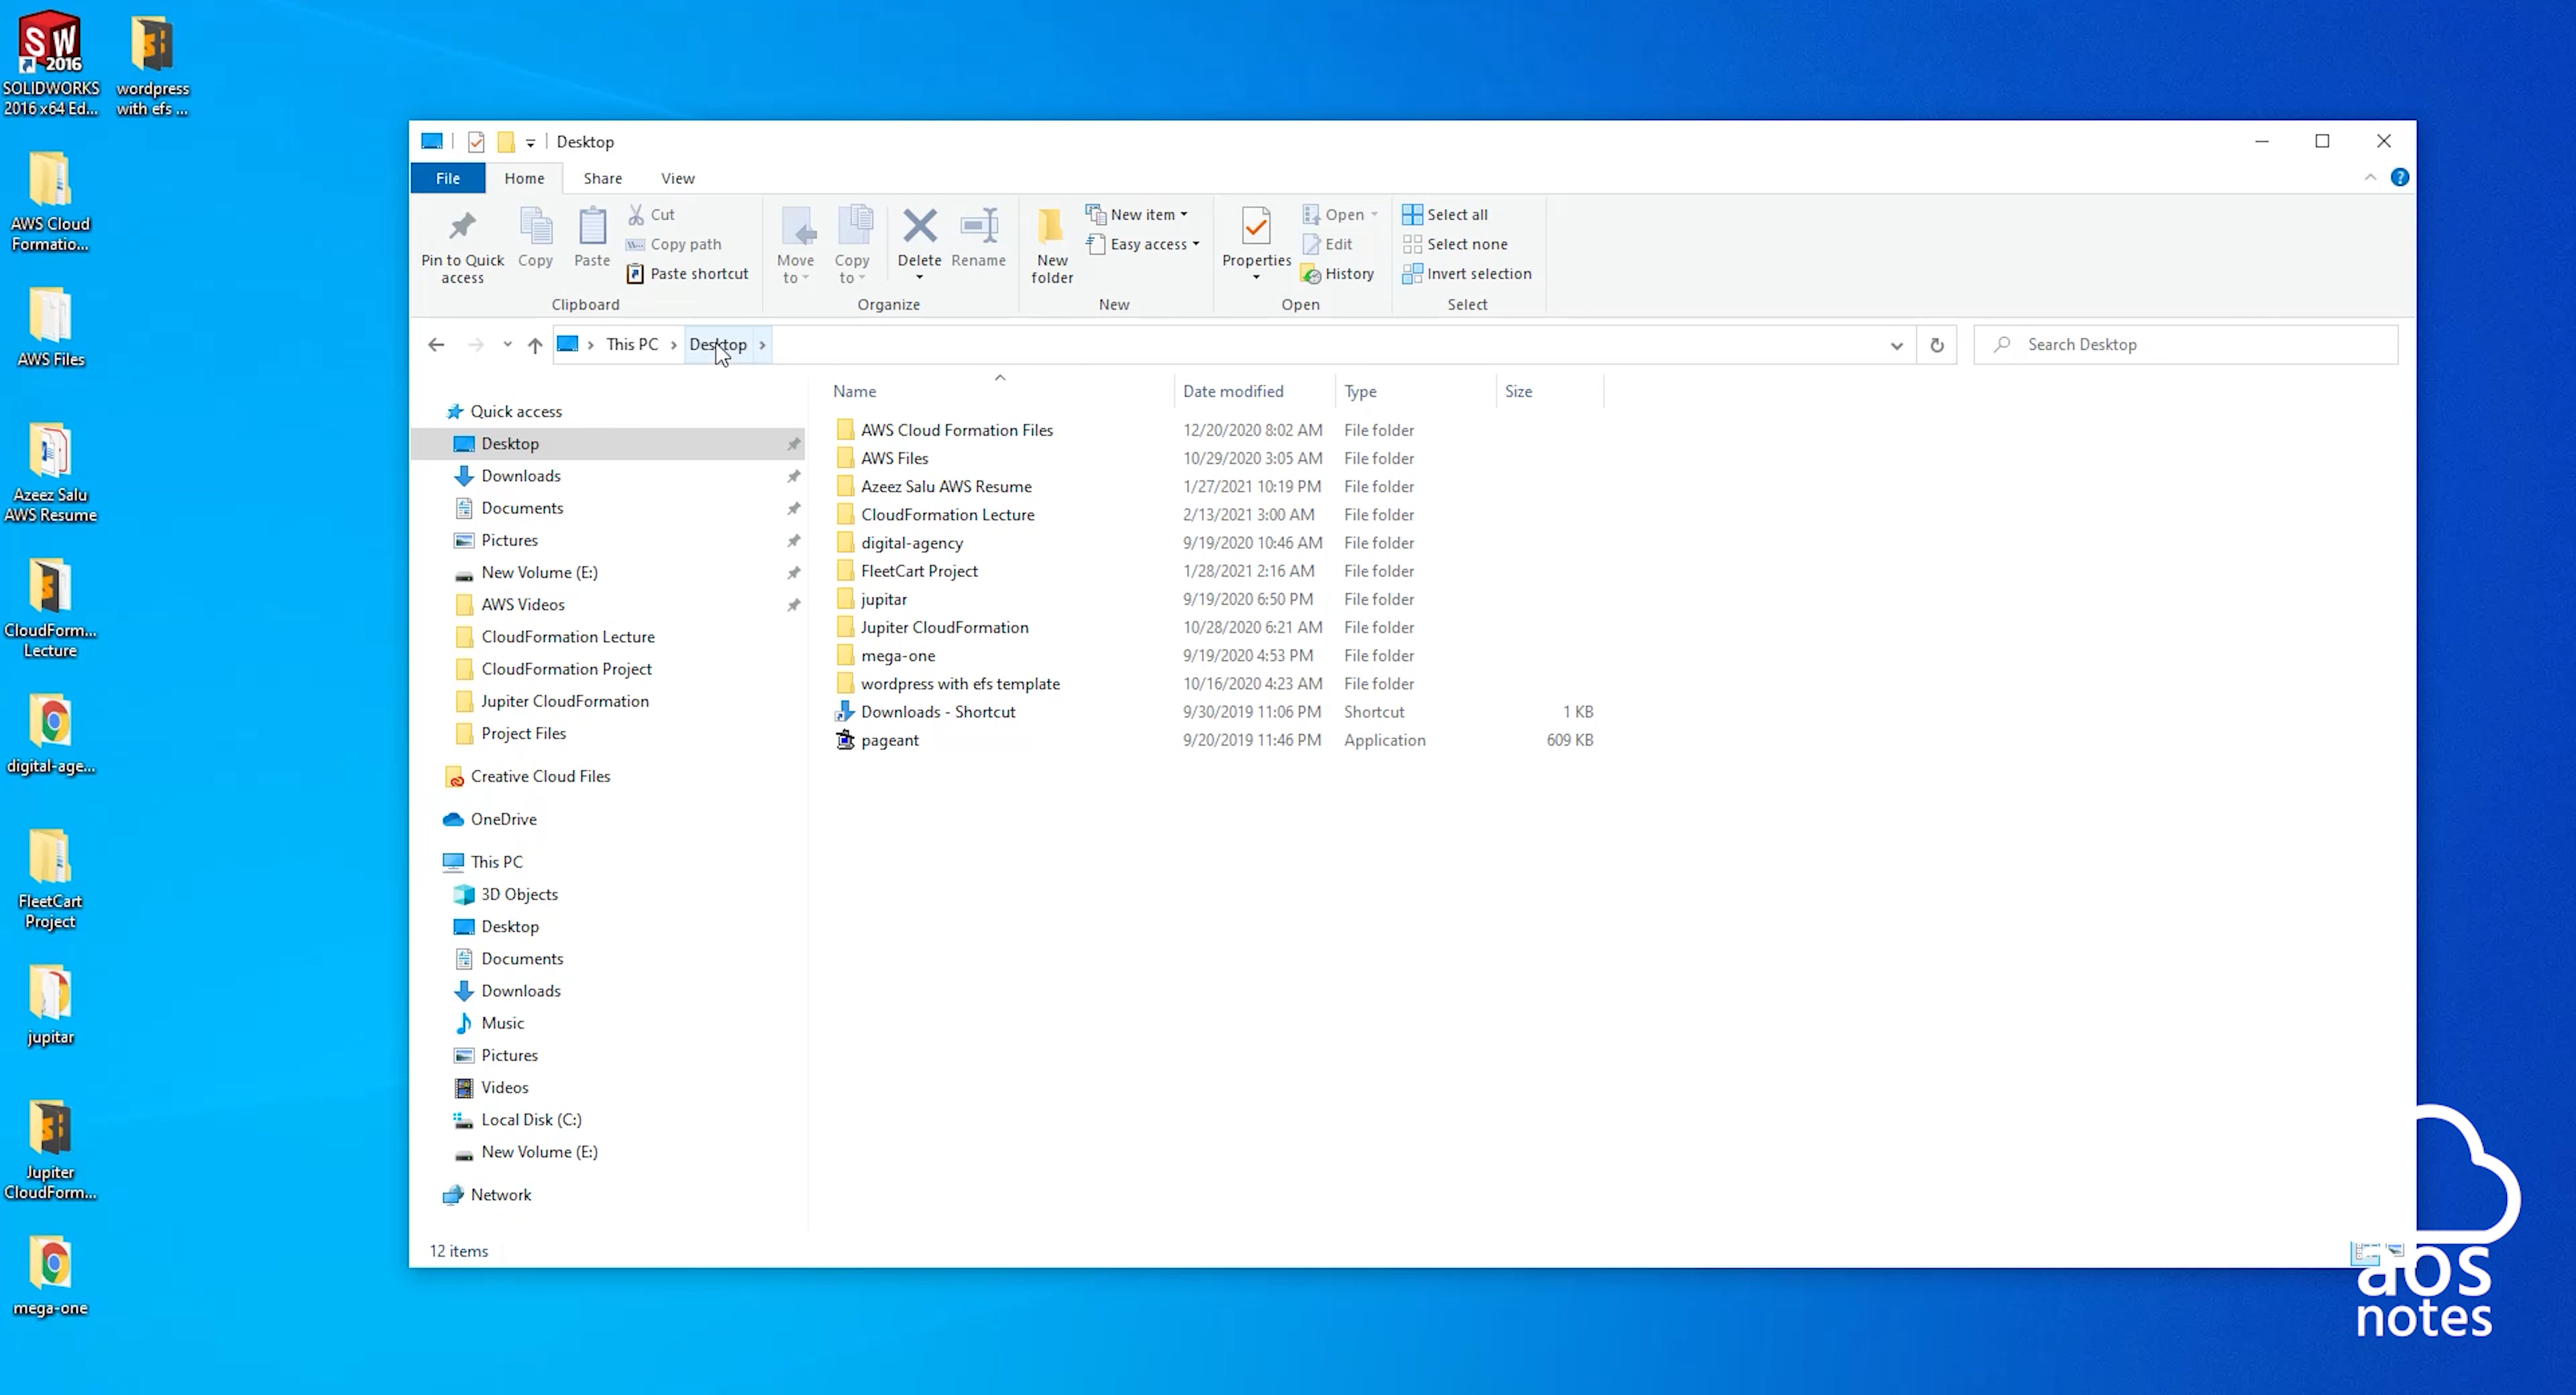 SW
2016
SOLIDWORKS
2016 x64 Ed...
wordpress
with efs ...
AWS Cloud
Formatio...
AWS Files
Azeez Salu
AWS Resume
CloudForm...
Lecture
digital-age...
FleetCart
Project
jupitar
Jupiter
CloudForm...
mega-one
Desktop
File Home Share View
Pin to Quick
access
Copy
Paste
Cut
Copy path
Paste shortcut
Clipboard
Move
to
Copy
to
Delete
Rename
Organize
New
folder
New item
Easy access
New
Properties
Open
Edit
History
Open
Select all
Select none
Invert selection
Select
This PC Desktop
Search Desktop
Quick access
Desktop
Downloads
Documents
Pictures
New Volume (E:)
AWS Videos
CloudFormation Lecture
CloudFormation Project
Jupiter CloudFormation
Project Files
Creative Cloud Files
OneDrive
This PC
3D Objects
Desktop
Documents
Downloads
Music
Pictures
Videos
Local Disk (C:)
New Volume (E:)
Network
Name Date modified Type Size
AWS Cloud Formation Files 12/20/2020 8:02 AM File folder
AWS Files 10/29/2020 3:05 AM File folder
Azeez Salu AWS Resume 1/27/2021 10:19 PM File folder
CloudFormation Lecture 2/13/2021 3:00 AM File folder
digital-agency 9/19/2020 10:46 AM File folder
FleetCart Project 1/28/2021 2:16 AM File folder
jupitar 9/19/2020 6:50 PM File folder
Jupiter CloudFormation 10/28/2020 6:21 AM File folder
mega-one 9/19/2020 4:53 PM File folder
wordpress with efs template 10/16/2020 4:23 AM File folder
Downloads - Shortcut 9/30/2019 11:06 PM Shortcut 1 KB
pageant 9/20/2019 11:46 PM Application 609 KB
12 items
aos
notes